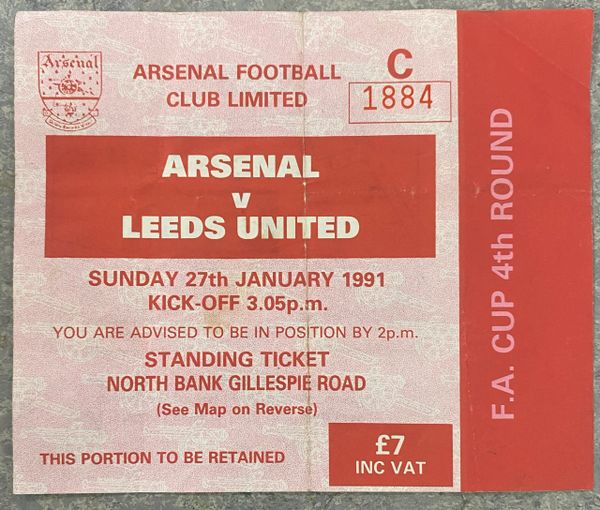 Arsenal
ARSENAL FOOTBALL
CLUB LIMITED
C
1884
ARSENAL
v
LEEDS UNITED
SUNDAY 27th JANUARY 1991
KICK-OFF 3.05p.m.
YOU ARE ADVISED TO BE IN POSITION BY 2p.m.
STANDING TICKET
NORTH BANK GILLESPIE ROAD
(See Map on Reverse)
THIS PORTION TO BE RETAINED
£7
INC VAT
F.A. CUP 4th ROUND